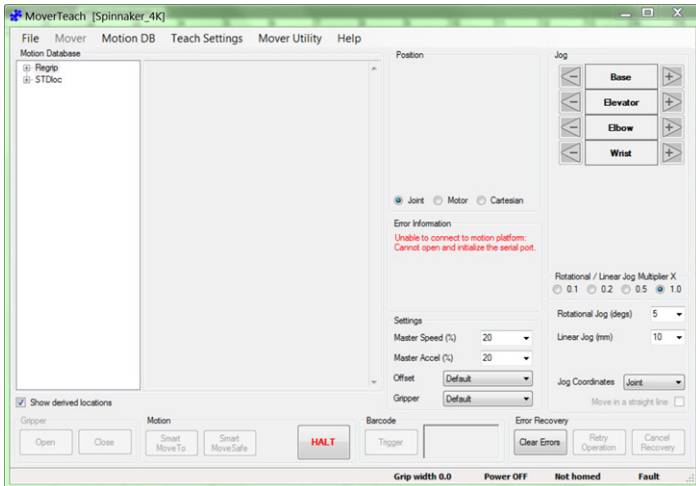 MoverTeach [Spinnaker_4K]
File Mover Motion DB Teach Settings Mover Utility Help
Motion Database
Regrip
STDloc
Show derived locations
Position
Joint Motor Cartesian
Error Information
Unable to connect to motion platform:
Cannot open and initialize the serial port.
Settings
Master Speed (%) 20
Master Accel (%) 20
Offset Default
Gripper Default
Jog
Base
Elevator
Elbow
Wrist
Rotational / Linear Jog Multiplier X
0.1 0.2 0.5 1.0
Rotational Jog (degs) 5
Linear Jog (mm) 10
Jog Coordinates Joint
Move in a straight line
Gripper
Open Close
Motion
Smart
MoveTo
Smart
MoveSafe
HALT
Barcode
Trigger
Error Recovery
Clear Errors
Retry
Operation
Cancel
Recovery
Grip width 0.0 Power OFF Not homed Fault